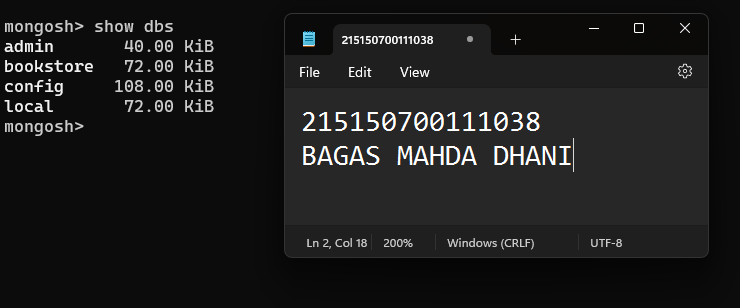 mongosh> show dbs
admin 40.00 KiB
bookstore 72.00 KiB
config 108.00 KiB
local 72.00 KiB
mongosh>
215150700111038
File Edit View
215150700111038
BAGAS MAHDA DHANI
Ln 2, Col 18 200% Windows (CRLF) UTF-8